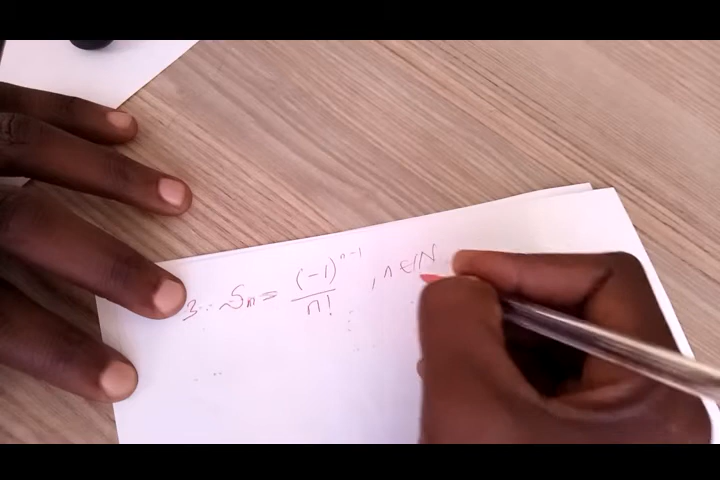 3. Sₙ = (-1)ⁿ⁻¹/n! , n ∈ ℕ